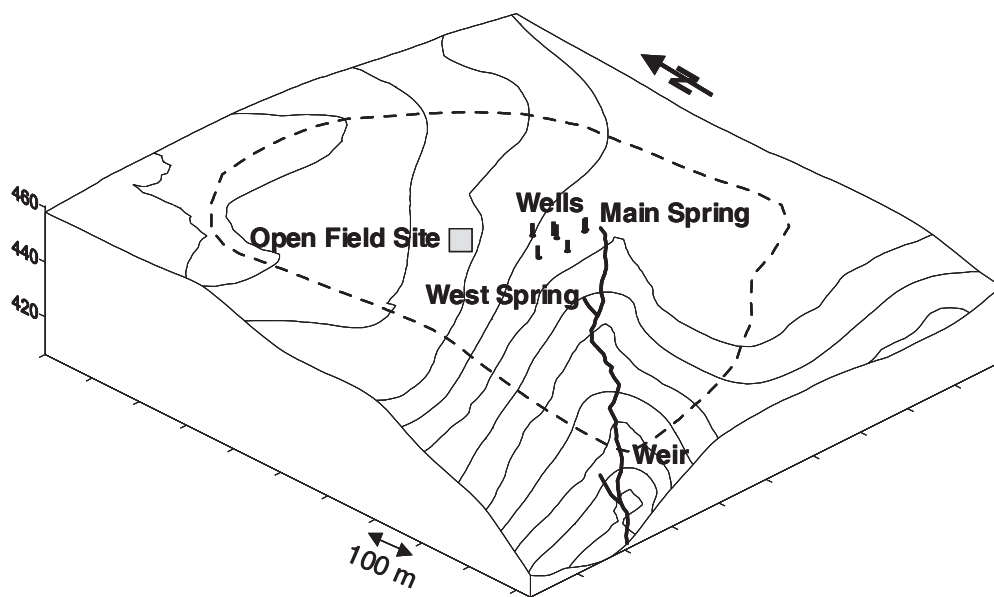 N
460
440
420
Wells
Main Spring
Open Field Site
West Spring
Weir
100 m